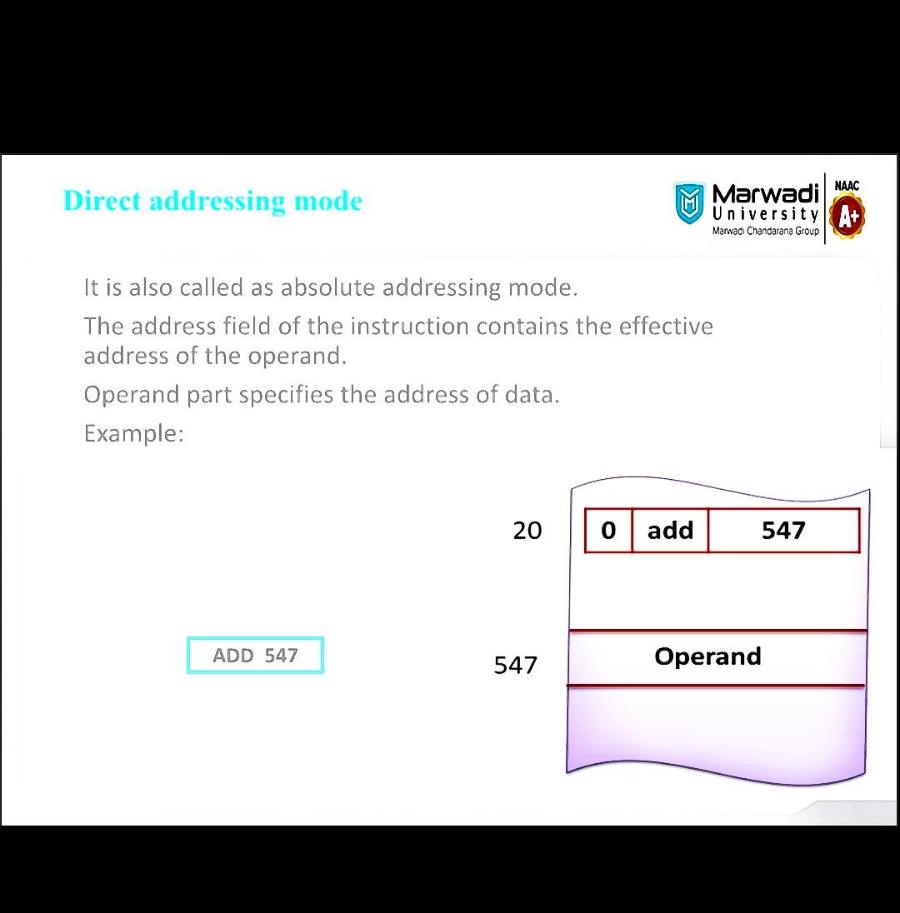 Direct addressing mode
Marwadi
University
Marwadi Chandarana Group
NAAC
A+
It is also called as absolute addressing mode.
The address field of the instruction contains the effective
address of the operand.
Operand part specifies the address of data.
Example:
20
0 add 547
ADD 547
547
Operand